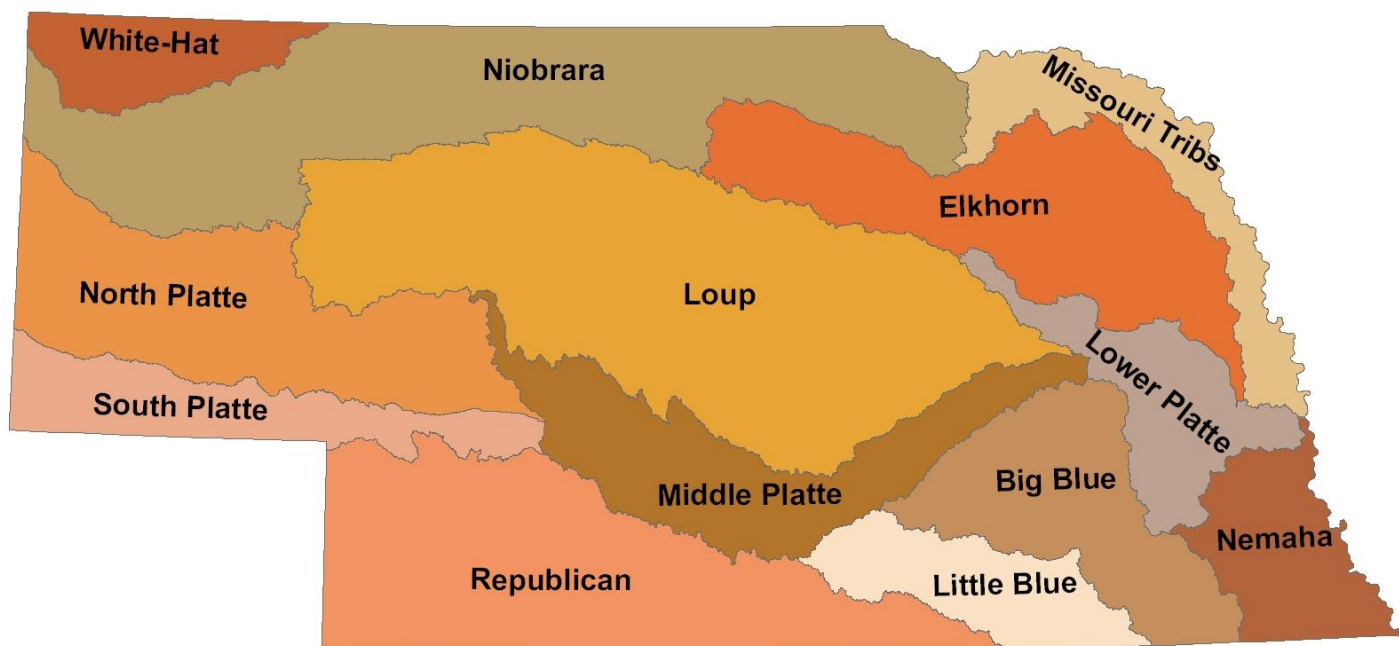 White-Hat
Niobrara
Missouri Tribs
Elkhorn
North Platte
Loup
Lower Platte
South Platte
Middle Platte
Big Blue
Nemaha
Republican
Little Blue